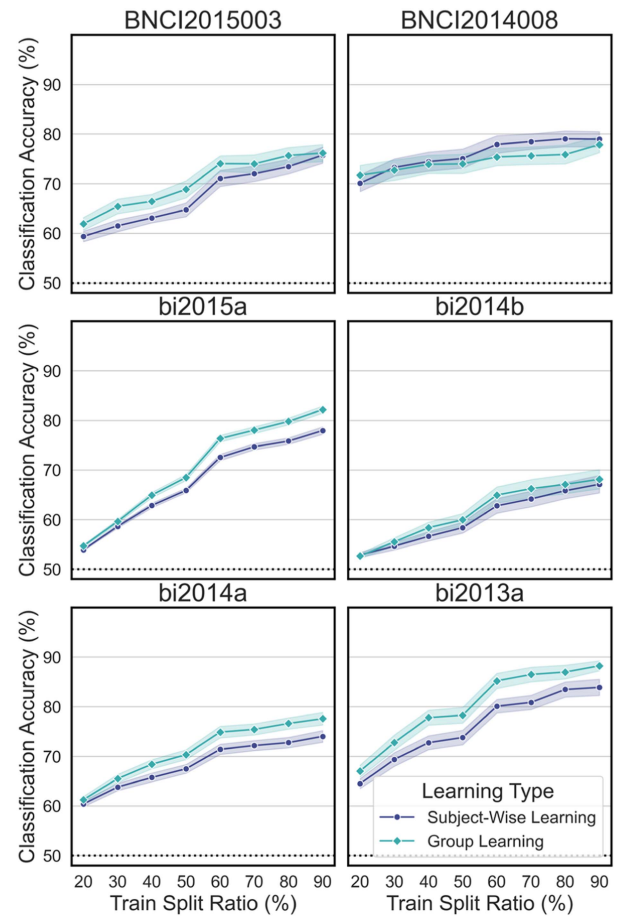 BNCI2015003 BNCI2014008
Classification Accuracy (%)
90
80
70
60
50
bi2015a bi2014b
Classification Accuracy (%)
90
80
70
60
50
bi2014a bi2013a
Classification Accuracy (%)
90
80
70
60
50
Learning Type
Subject-Wise Learning
Group Learning
20 30 40 50 60 70 80 90 20 30 40 50 60 70 80 90
Train Split Ratio (%) Train Split Ratio (%)